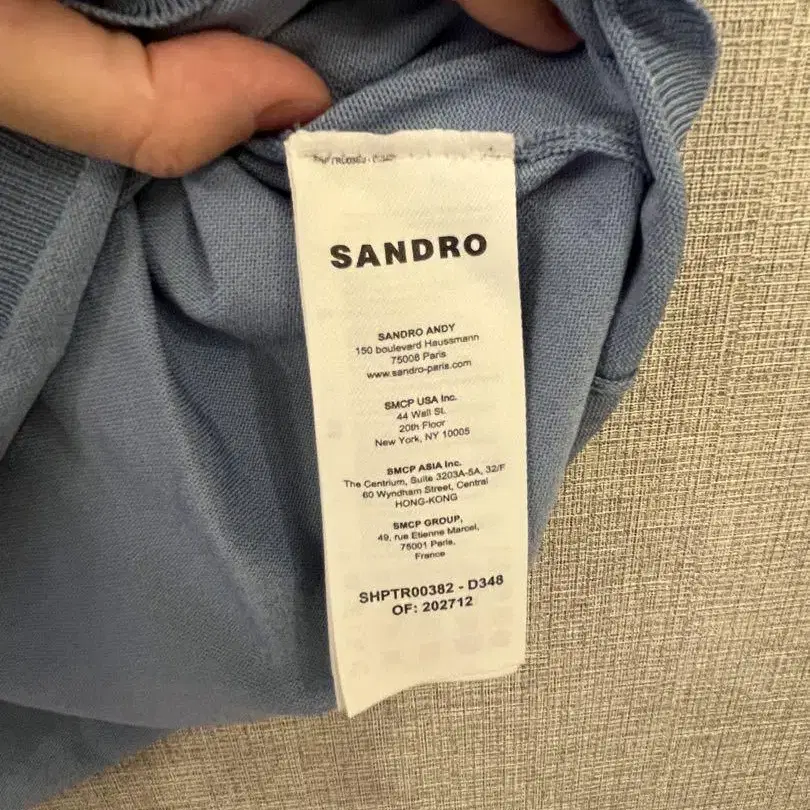 SANDRO
SANDRO ANDY
150 boulevard Haussmann
75008 Paris
www.sandro-paris.com
SMCP USA Inc.
44 Wall St.
20th Floor
New York, NY 10005
SMCP ASIA Inc.
The Centrium, Suite 3203A-5A, 32/F
60 Wyndham Street, Central
HONG-KONG
SMCP GROUP,
49, rue Etienne Marcel,
75001 Paris,
France
SHPTR00382 - D348
OF: 202712